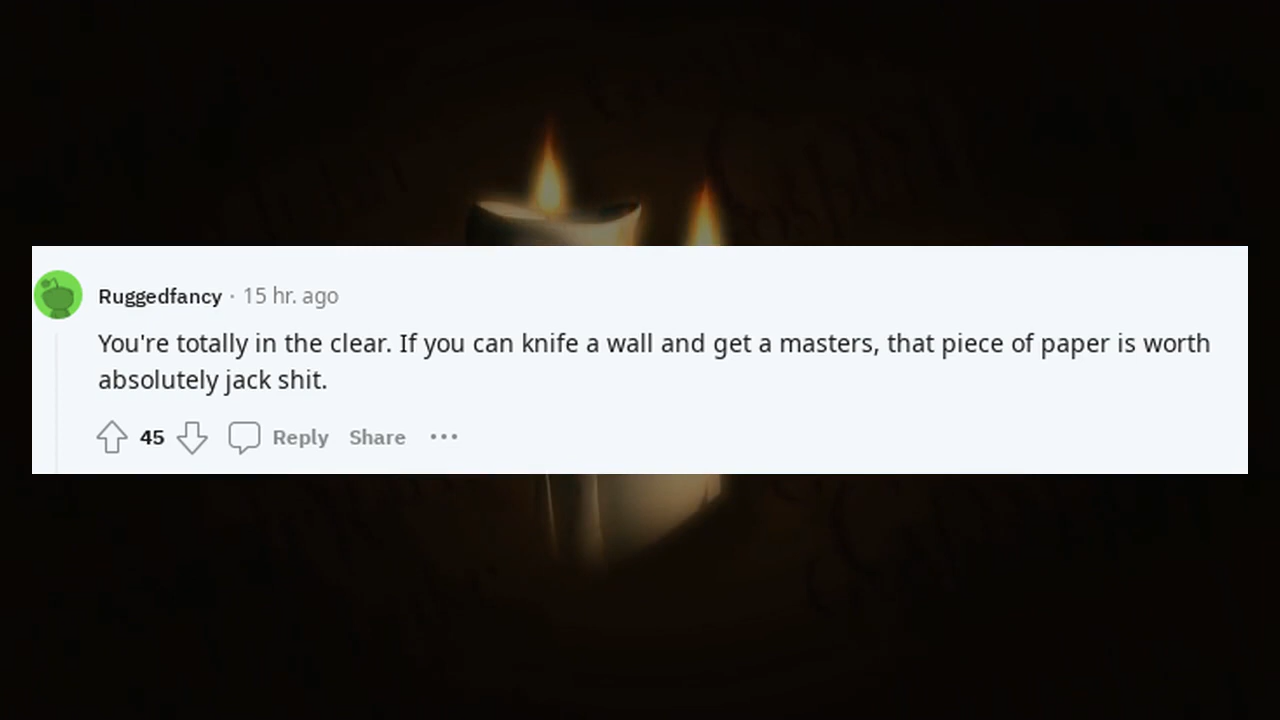 Ruggedfancy · 15 hr. ago
You're totally in the clear. If you can knife a wall and get a masters, that piece of paper is worth
absolutely jack shit.
45 Reply Share •••